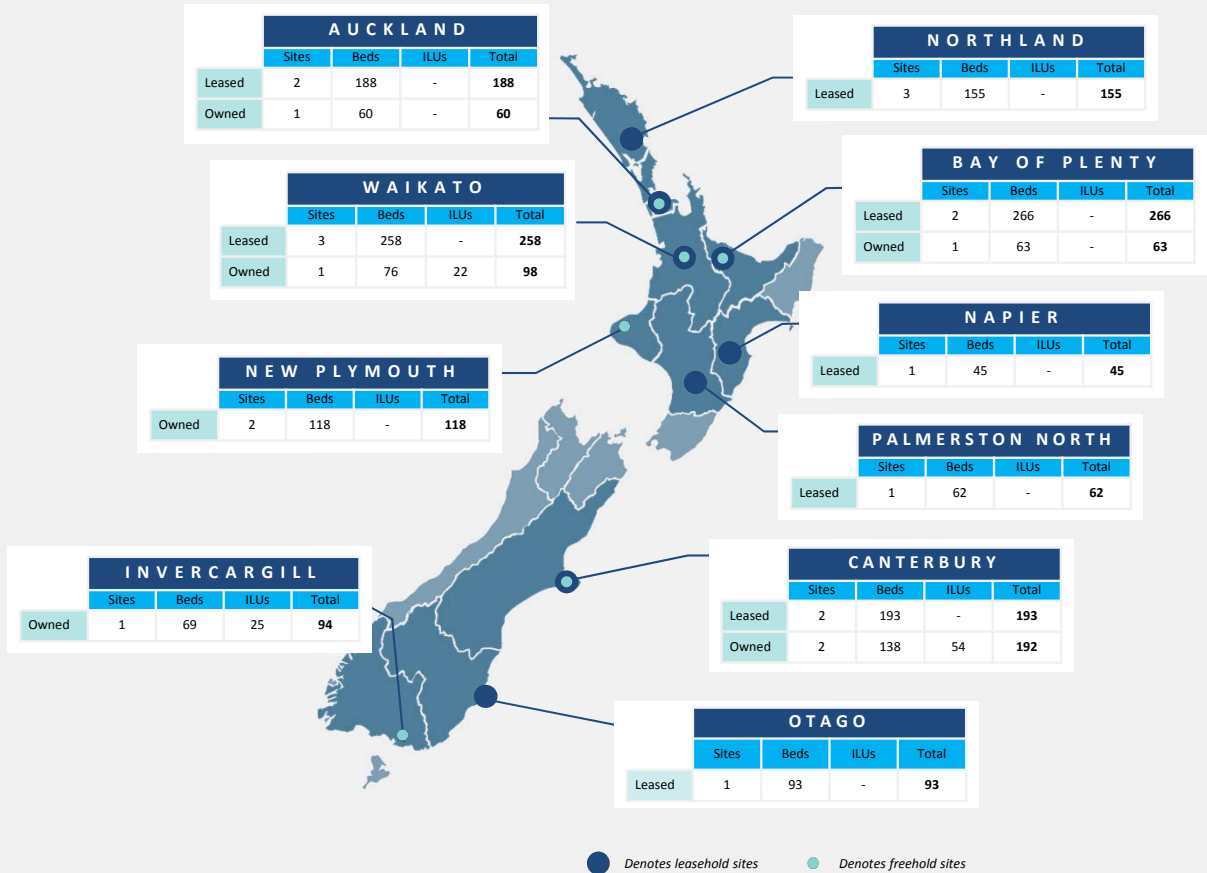 AUCKLAND
Sites Beds ILUs Total
Leased 2 188 - 188
Owned 1 60 - 60
NORTHLAND
Sites Beds ILUs Total
Leased 3 155 - 155
WAIKATO
Sites Beds ILUs Total
Leased 3 258 - 258
Owned 1 76 22 98
BAY OF PLENTY
Sites Beds ILUs Total
Leased 2 266 - 266
Owned 1 63 - 63
NAPIER
Sites Beds ILUs Total
Leased 1 45 - 45
NEW PLYMOUTH
Sites Beds ILUs Total
Owned 2 118 - 118
PALMERSTON NORTH
Sites Beds ILUs Total
Leased 1 62 - 62
INVERCARGILL
Sites Beds ILUs Total
Owned 1 69 25 94
CANTERBURY
Sites Beds ILUs Total
Leased 2 193 - 193
Owned 2 138 54 192
OTAGO
Sites Beds ILUs Total
Leased 1 93 - 93
Denotes leasehold sites
Denotes freehold sites